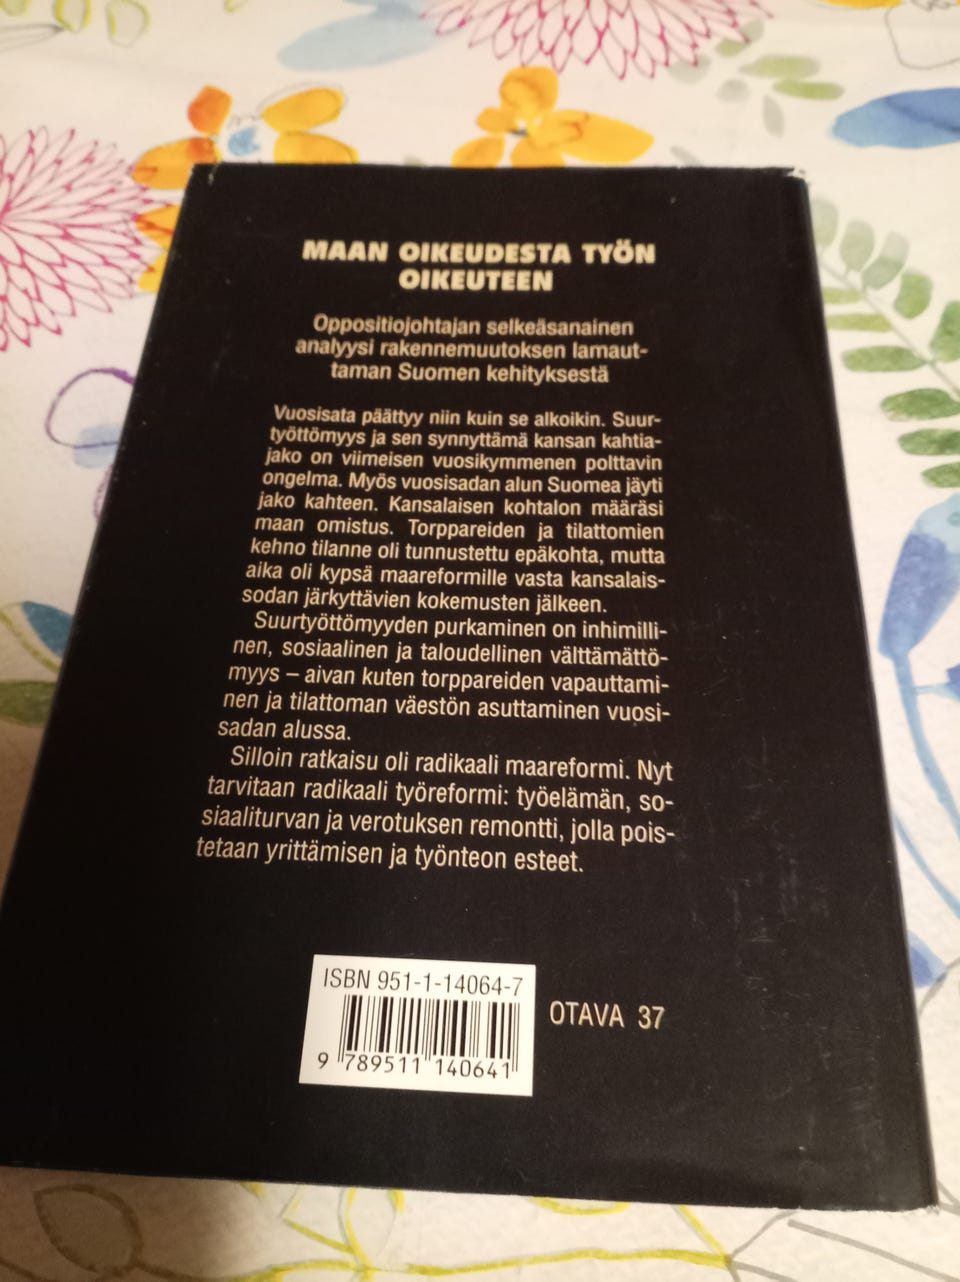 MAAN OIKEUDESTA TYÖN
OIKEUTEEN
Oppositiojohtajan selkeäsanainen
analyysi rakennemuutoksen lamaut-
taman Suomen kehityksestä
Vuosisata päättyy niin kuin se alkoikin. Suur-
työttömyys ja sen synnyttämä kansan kahtia-
jako on viimeisen vuosikymmenen polttavin
ongelma. Myös vuosisadan alun Suomea jäyti
jako kahteen. Kansalaisen kohtalon määräsi
maan omistus. Torppareiden ja tilattomien
kehno tilanne oli tunnustettu epäkohta, mutta
aika oli kypsä maareformille vasta kansalais-
sodan järkyttävien kokemusten jälkeen.
Suurtyöttömyyden purkaminen on inhimilli-
nen, sosiaalinen ja taloudellinen välttämättö-
myys – aivan kuten torppareiden vapauttami-
nen ja tilattoman väestön asuttaminen vuosi-
sadan alussa.
Silloin ratkaisu oli radikaali maareformi. Nyt
tarvitaan radikaali työreformi: työelämän, so-
siaaliturvan ja verotuksen remontti, jolla pois-
tetaan yrittämisen ja työnteon esteet.
ISBN 951-1-14064-7
9 789511 140641
OTAVA 37